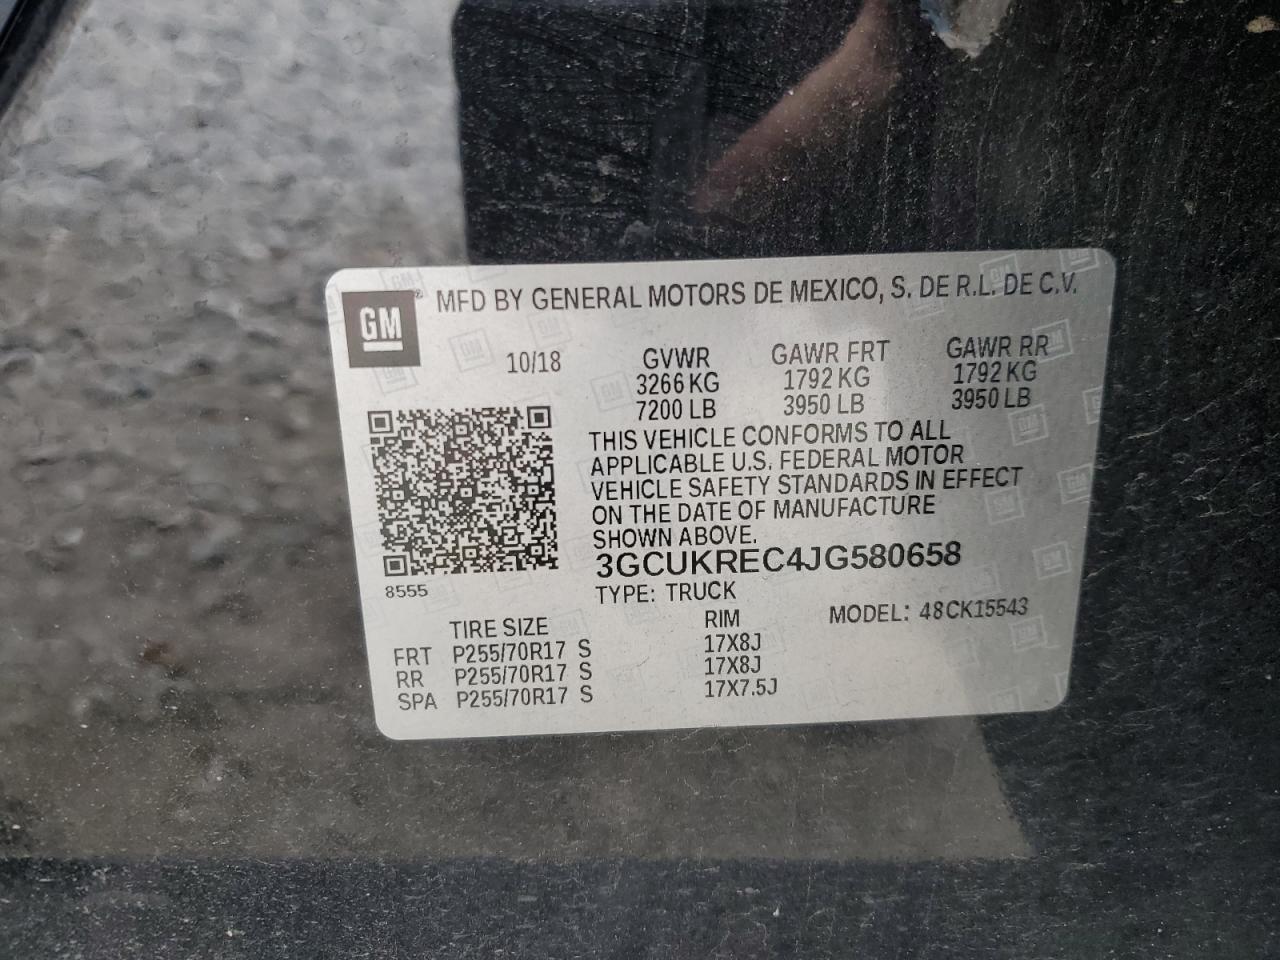 GM ® MFD BY GENERAL MOTORS DE MEXICO, S. DE R.L. DE C.V.
10/18 GVWR GAWR FRT GAWR RR
3266 KG 1792 KG 1792 KG
7200 LB 3950 LB 3950 LB
THIS VEHICLE CONFORMS TO ALL
APPLICABLE U.S. FEDERAL MOTOR
VEHICLE SAFETY STANDARDS IN EFFECT
ON THE DATE OF MANUFACTURE
SHOWN ABOVE.
3GCUKREC4JG580658
8555 TYPE: TRUCK
MODEL: 48CK15543
TIRE SIZE RIM
FRT P255/70R17 S 17X8J
RR P255/70R17 S 17X8J
SPA P255/70R17 S 17X7.5J